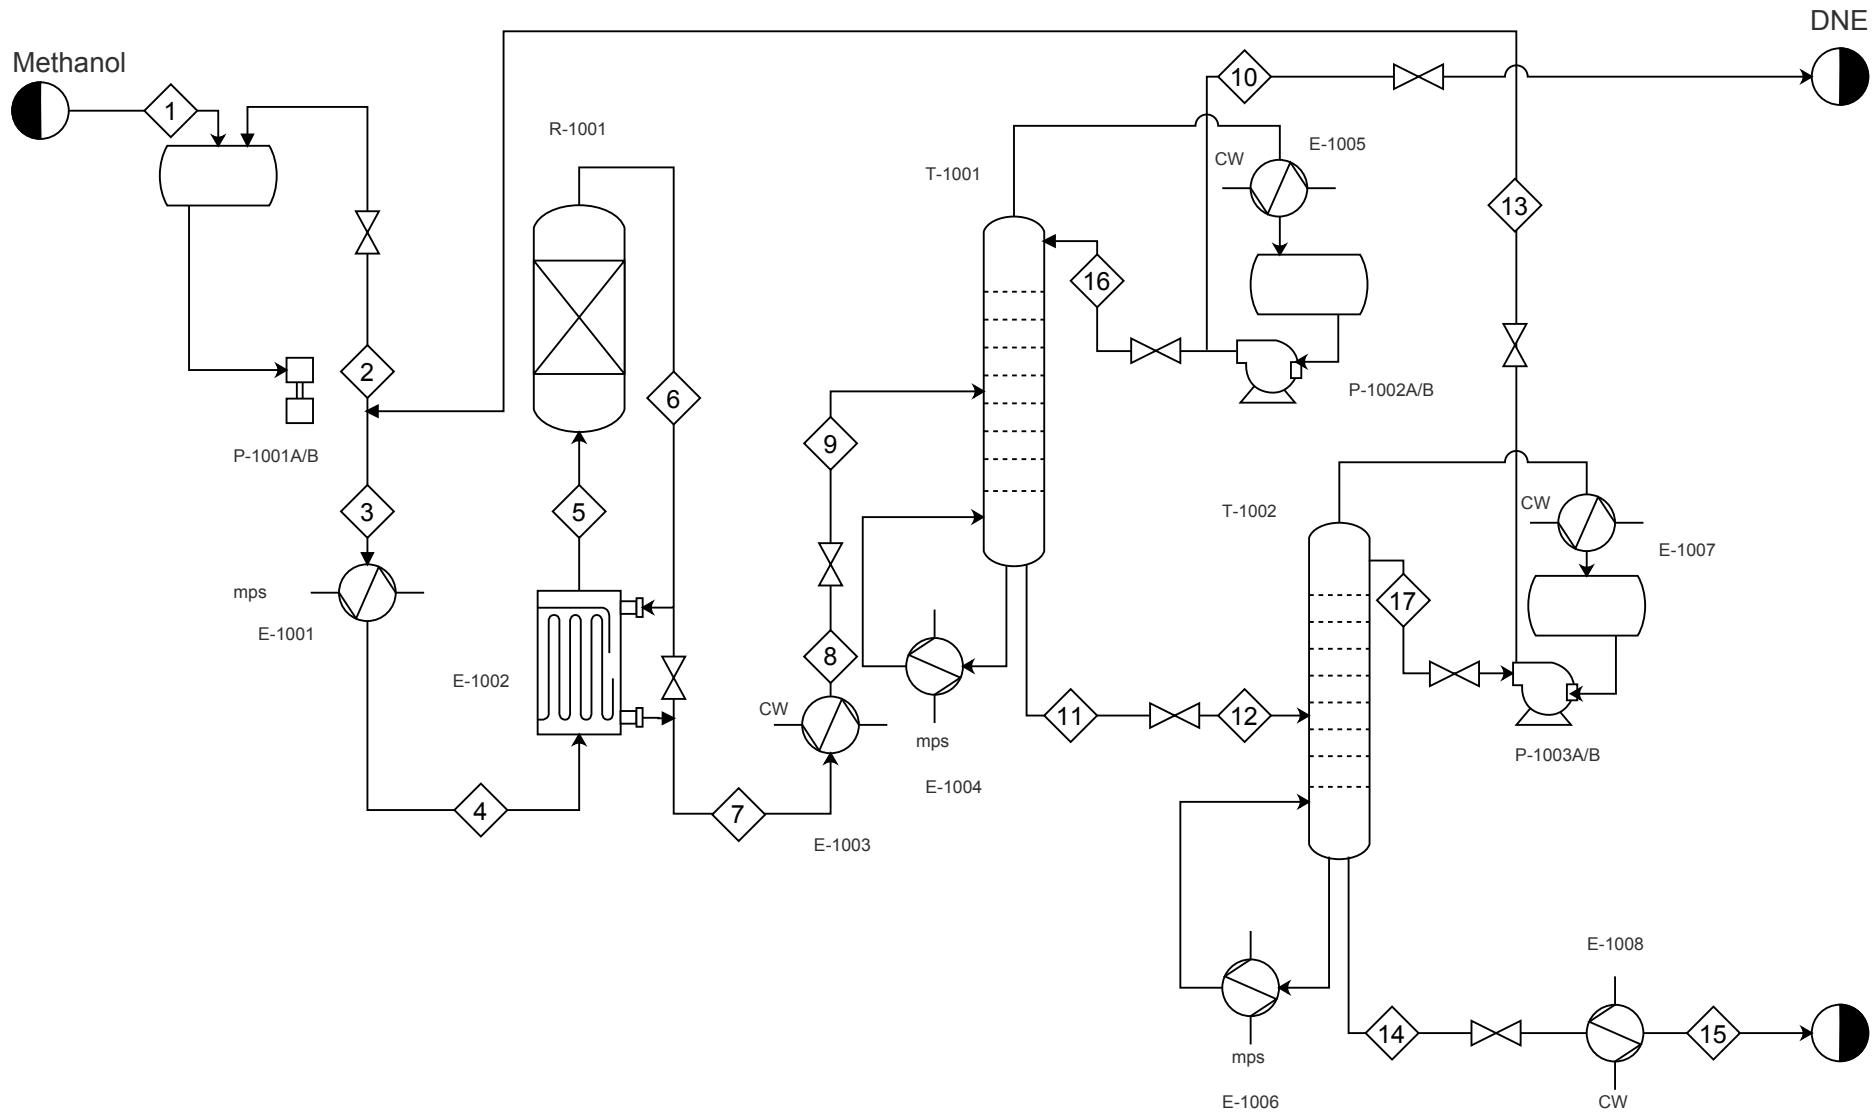 DNE
Methanol
10
1
R-1001
E-1005
CW
T-1001
13
16
2
6
P-1002A/B
9
P-1001A/B
3
5
CW
T-1002
E-1007
mps
17
E-1001
8
E-1002
CW
11
12
mps
P-1003A/B
E-1004
4
7
E-1003
E-1008
14
15
mps
E-1006
CW